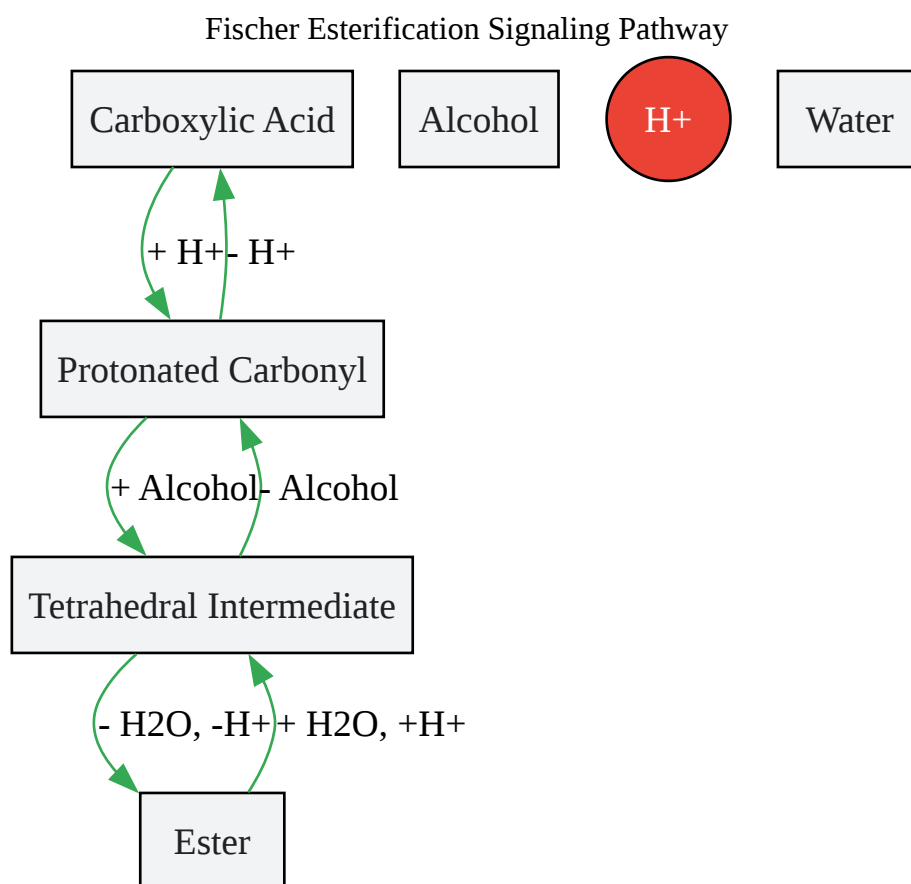 Fischer Esterification Signaling Pathway
Carboxylic Acid
Alcohol
H+
Water
+ H+
- H+
Protonated Carbonyl
+ Alcohol
- Alcohol
Tetrahedral Intermediate
- H2O, -H+
+ H2O, +H+
Ester